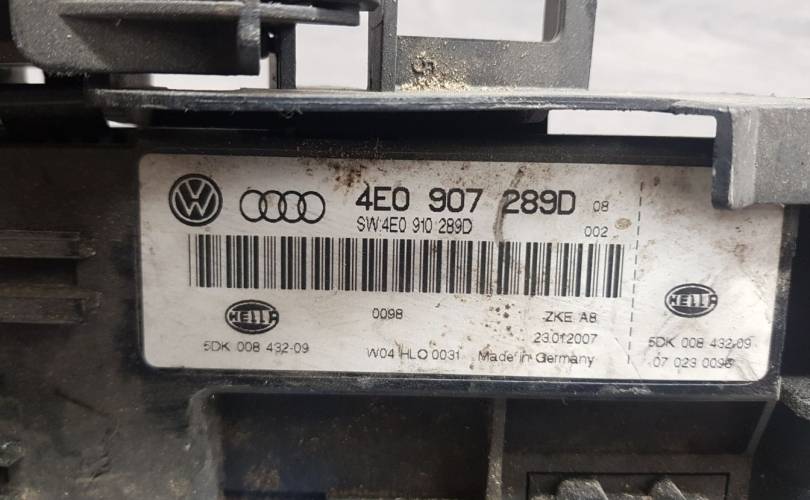 4E0 907 289D 08
SW:4E0 910 289D 002
HELLA
0098 ZKE A8
5DK 008 432-09
23.01.2007
W04 HLO 0031 Made in Germany
HELLA
5DK 008 432-09
07 023 0098